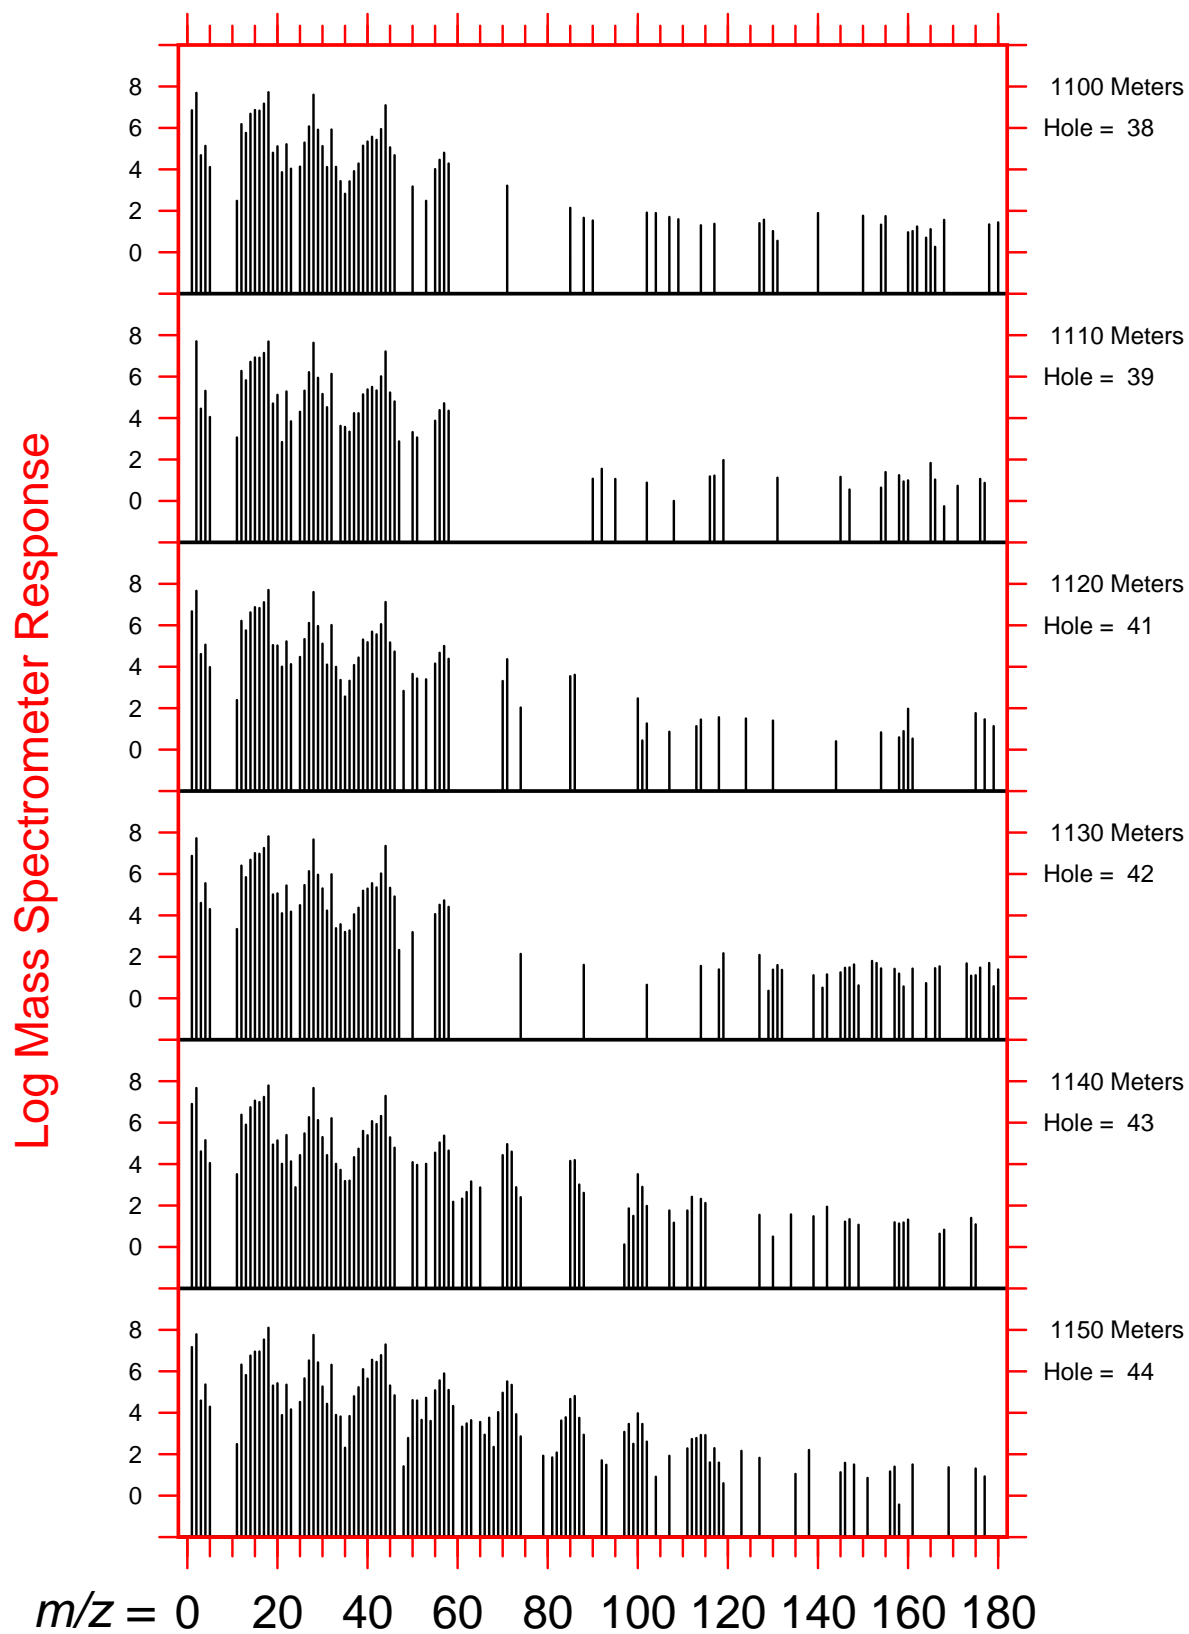 8
6
4
2
0
1100 Meters
Hole = 38
8
6
4
2
0
1110 Meters
Hole = 39
8
6
4
2
0
1120 Meters
Hole = 41
8
6
4
2
0
1130 Meters
Hole = 42
8
6
4
2
0
1140 Meters
Hole = 43
8
6
4
2
0
1150 Meters
Hole = 44
Log Mass Spectrometer Response
m/z = 0 20 40 60 80 100 120 140 160 180